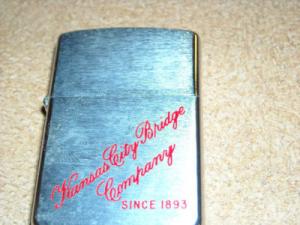 Kansas City Bridge
Company
SINCE 1893